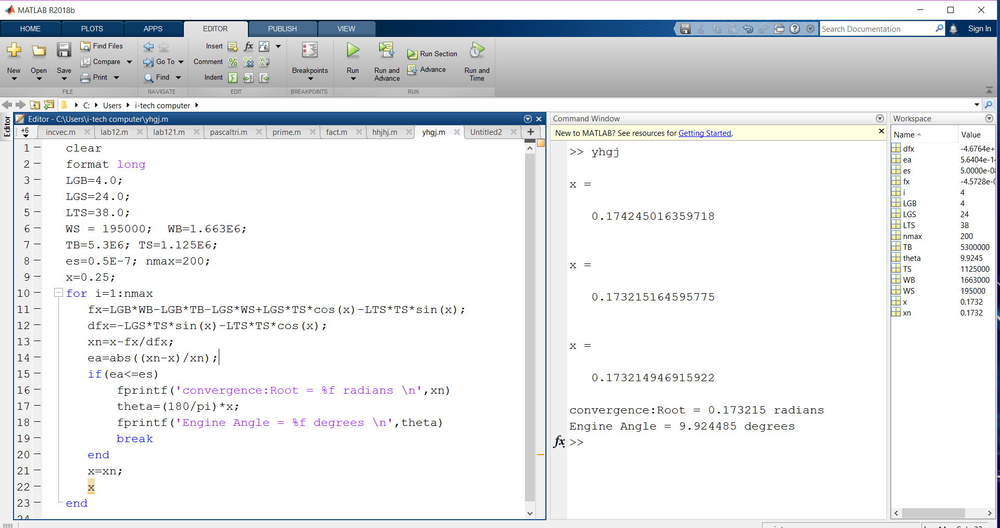 MATLAB R2018b
HOME PLOTS APPS EDITOR PUBLISH VIEW
Search Documentation
Sign In
New Open Save
Find Files
Compare
Print
FILE
Go To
Find
NAVIGATE
Insert fx
Comment
Indent
EDIT
Breakpoints
BREAKPOINTS
Run
Run and Advance
Run Section
Advance
Run and Time
RUN
C: Users i-tech computer
Editor
Editor - C:\Users\i-tech computer\yhgj.m
+6 incvec.m lab12.m lab121.m pascaltri.m prime.m fact.m hhjhj.m yhgj.m Untitled2 +
1 clear
2 format long
3 LGB=4.0;
4 LGS=24.0;
5 LTS=38.0;
6 WS = 195000;  WB=1.663E6;
7 TB=5.3E6; TS=1.125E6;
8 es=0.5E-7; nmax=200;
9 x=0.25;
10 for i=1:nmax
11 fx=LGB*WB-LGB*TB-LGS*WS+LGS*TS*cos(x)-LTS*TS*sin(x);
12 dfx=-LGS*TS*sin(x)-LTS*TS*cos(x);
13 xn=x-fx/dfx;
14 ea=abs((xn-x)/xn);
15 if(ea<=es)
16 fprintf('convergence:Root = %f radians \n',xn)
17 theta=(180/pi)*x;
18 fprintf('Engine Angle = %f degrees \n',theta)
19 break
20 end
21 x=xn;
22 x
23 end
24
Command Window
New to MATLAB? See resources for Getting Started.
>> yhgj
x =
0.174245016359718
x =
0.173215164595775
x =
0.173214946915922
convergence:Root = 0.173215 radians
Engine Angle = 9.924485 degrees
fx >>
Workspace
Name Value
dfx -4.6764e+
ea 5.6404e-1
es 5.0000e-08
fx -4.5728e-0
i 4
LGB 4
LGS 24
LTS 38
nmax 200
TB 5300000
theta 9.9245
TS 1125000
WB 1663000
WS 195000
x 0.1732
xn 0.1732